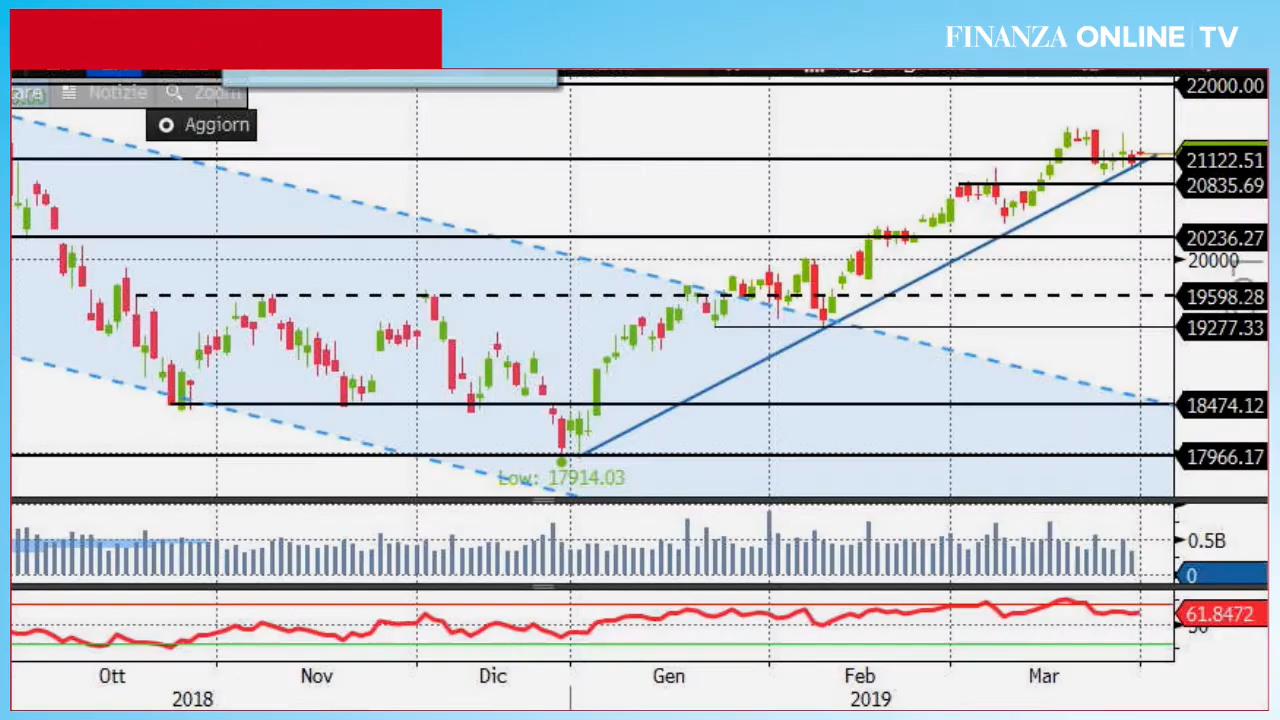 FINANZA ONLINE TV
Notizie Zoom
Aggiorn
22000.00
21122.51
20835.69
20236.27
20000
19598.28
19277.33
18474.12
17966.17
Low: 17914.03
0.5B
0
61.8472
50
Ott Nov Dic Gen Feb Mar
2018 2019